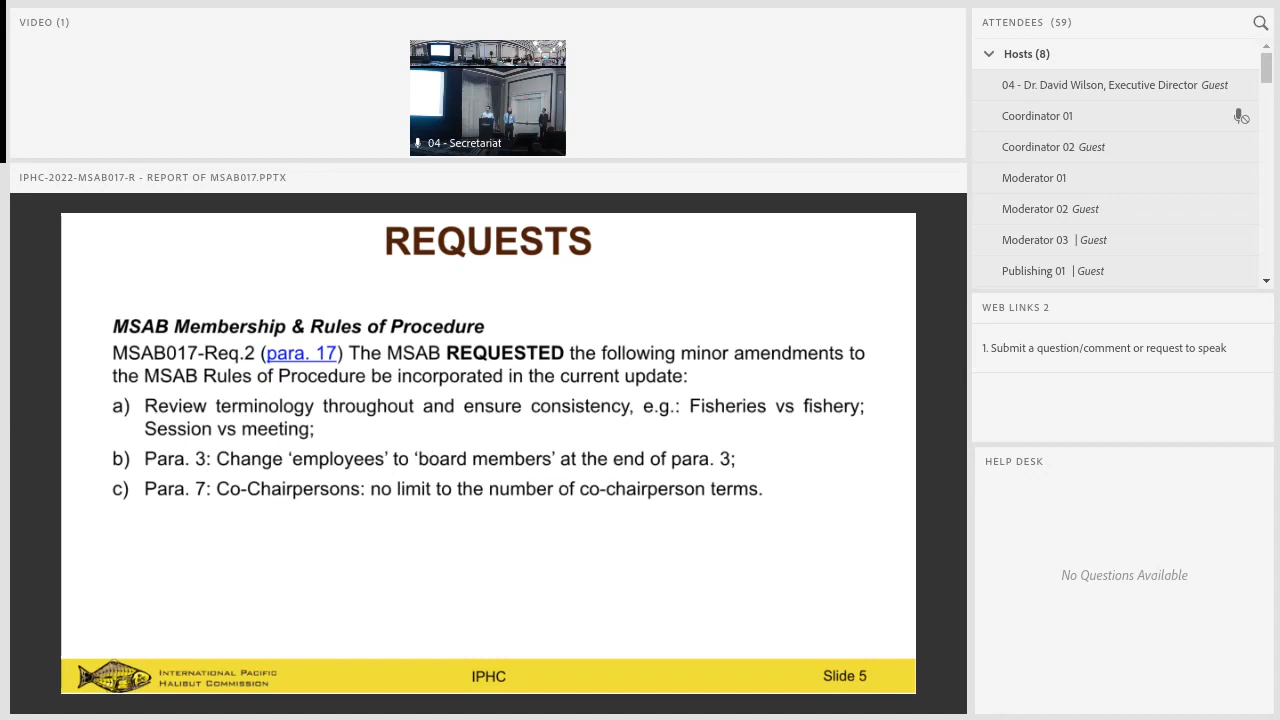 VIDEO (1)
04 - Secretariat
IPHC-2022-MSAB017-R - REPORT OF MSAB017.PPTX
REQUESTS
MSAB Membership & Rules of Procedure
MSAB017-Req.2 (para. 17) The MSAB REQUESTED the following minor amendments to
the MSAB Rules of Procedure be incorporated in the current update:
a) Review terminology throughout and ensure consistency, e.g.: Fisheries vs fishery;
Session vs meeting;
b) Para. 3: Change ‘employees’ to ‘board members’ at the end of para. 3;
c) Para. 7: Co-Chairpersons: no limit to the number of co-chairperson terms.
INTERNATIONAL PACIFIC
HALIBUT COMMISSION
IPHC
Slide 5
ATTENDEES (59)
Hosts (8)
04 - Dr. David Wilson, Executive Director Guest
Coordinator 01
Coordinator 02 Guest
Moderator 01
Moderator 02 Guest
Moderator 03 | Guest
Publishing 01 | Guest
WEB LINKS 2
1. Submit a question/comment or request to speak
HELP DESK
No Questions Available